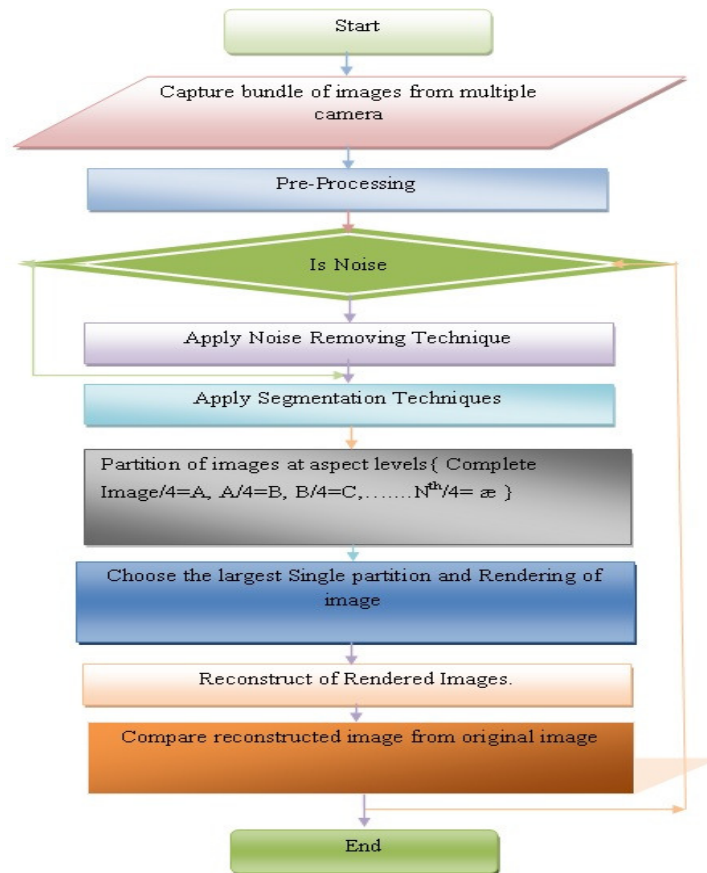 Start
Capture bundle of images from multiple
camera
Pre-Processing
Is Noise
Apply Noise Removing Technique
Apply Segmentation Techniques
Partition of images at aspect levels{ Complete
Image/4=A, A/4=B, B/4=C,.......Nth/4= æ }
Choose the largest Single partition and Rendering of
image
Reconstruct of Rendered Images.
Compare reconstructed image from original image
End